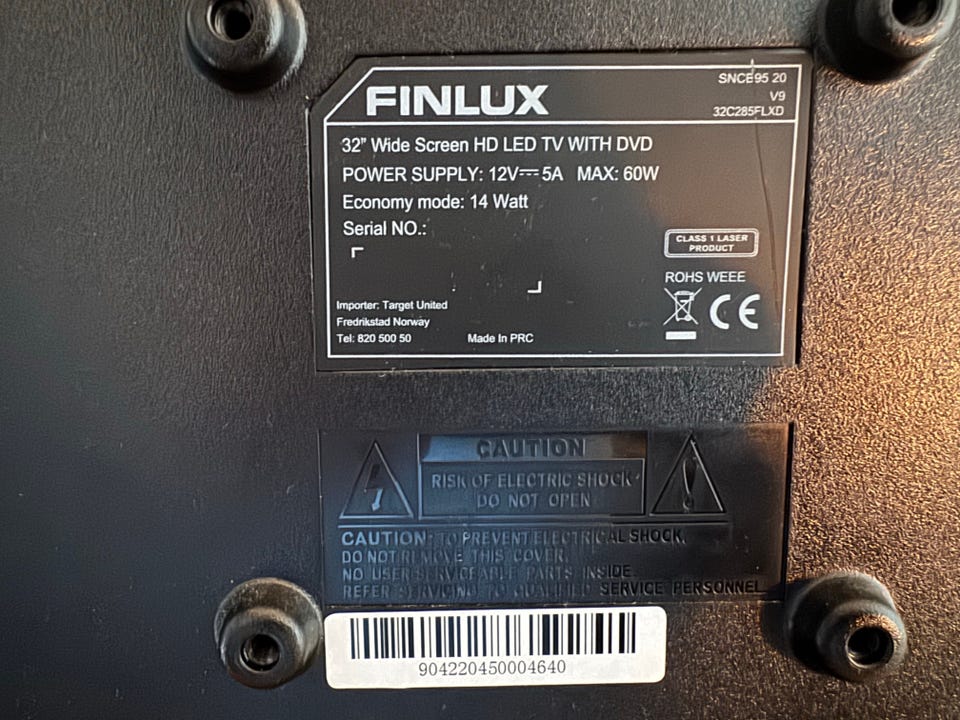 FINLUX
SNCE95 20
V9
32C285FLXD
32" Wide Screen HD LED TV WITH DVD
POWER SUPPLY: 12V⎓5A MAX: 60W
Economy mode: 14 Watt
Serial NO.:
CLASS 1 LASER
PRODUCT
ROHS WEEE
CE
Importer: Target United
Fredrikstad Norway
Tel: 820 500 50
Made In PRC
CAUTION
RISK OF ELECTRIC SHOCK
DO NOT OPEN
CAUTION: TO PREVENT ELECTRICAL SHOCK,
DO NOT REMOVE THIS COVER.
NO USER SERVICEABLE PARTS INSIDE.
REFER SERVICING TO QUALIFIED SERVICE PERSONNEL
904220450004640